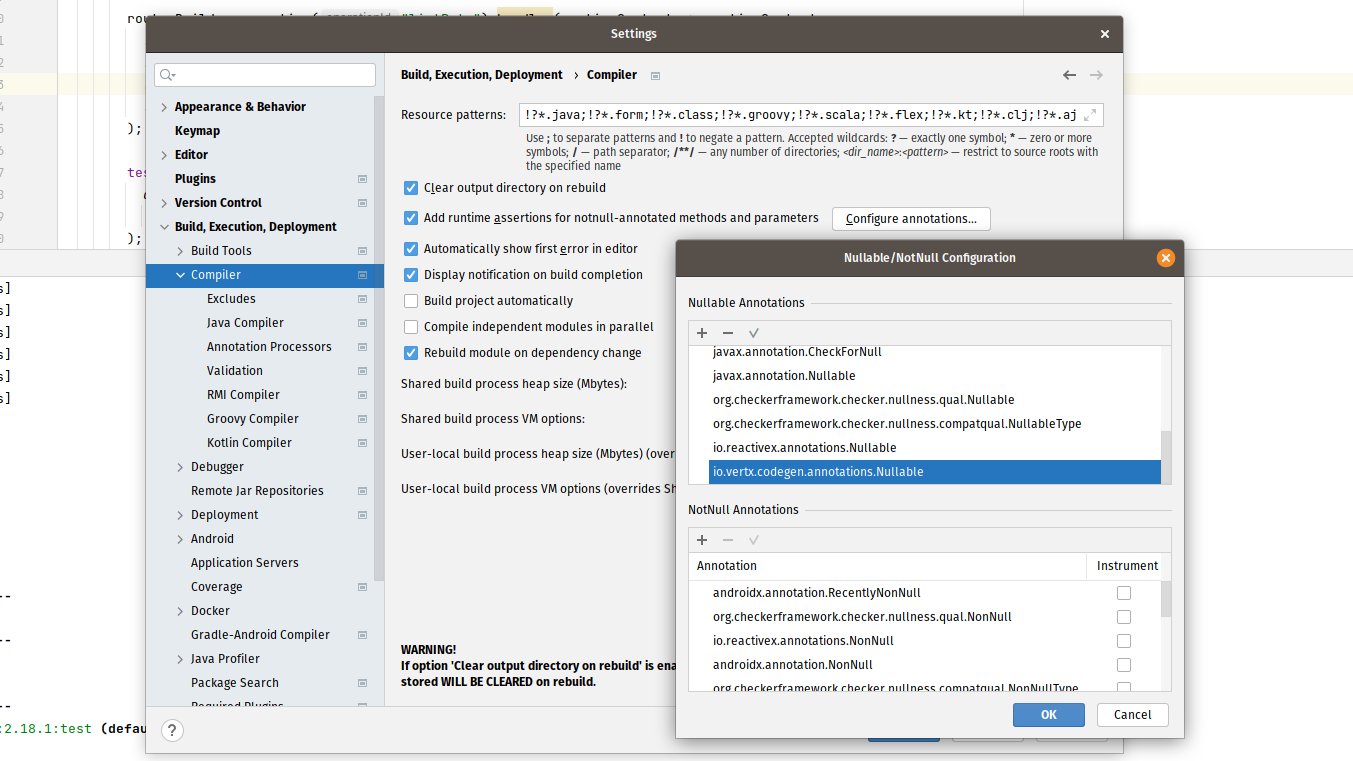 Settings
Build, Execution, Deployment › Compiler
Appearance & Behavior
Keymap
Editor
Plugins
Version Control
Build, Execution, Deployment
Build Tools
Compiler
Excludes
Java Compiler
Annotation Processors
Validation
RMI Compiler
Groovy Compiler
Kotlin Compiler
Debugger
Remote Jar Repositories
Deployment
Android
Application Servers
Coverage
Docker
Gradle-Android Compiler
Java Profiler
Package Search
Required Plugins
?
Resource patterns: !?*.java;!?*.form;!?*.class;!?*.groovy;!?*.scala;!?*.flex;!?*.kt;!?*.clj;!?*.aj
Use ; to separate patterns and ! to negate a pattern. Accepted wildcards: ? — exactly one symbol; * — zero or more
symbols; / — path separator; /**/ — any number of directories; <dir_name>:<pattern> — restrict to source roots with
the specified name
Clear output directory on rebuild
Add runtime assertions for notnull-annotated methods and parameters Configure annotations...
Automatically show first error in editor
Display notification on build completion
Build project automatically
Compile independent modules in parallel
Rebuild module on dependency change
Shared build process heap size (Mbytes):
Shared build process VM options:
User-local build process heap size (Mbytes) (over
User-local build process VM options (overrides Sh
WARNING!
If option 'Clear output directory on rebuild' is ena
stored WILL BE CLEARED on rebuild.
Nullable/NotNull Configuration
Nullable Annotations
javax.annotation.CheckForNull
javax.annotation.Nullable
org.checkerframework.checker.nullness.qual.Nullable
org.checkerframework.checker.nullness.compatqual.NullableType
io.reactivex.annotations.Nullable
io.vertx.codegen.annotations.Nullable
NotNull Annotations
Annotation Instrument
androidx.annotation.RecentlyNonNull
org.checkerframework.checker.nullness.qual.NonNull
io.reactivex.annotations.NonNull
androidx.annotation.NonNull
org.checkerframework.checker.nullness.compatqual.NonNullType
OK Cancel
);
tes
);
s]
s]
s]
s]
s]
s]
--
--
--
:2.18.1:test (defau